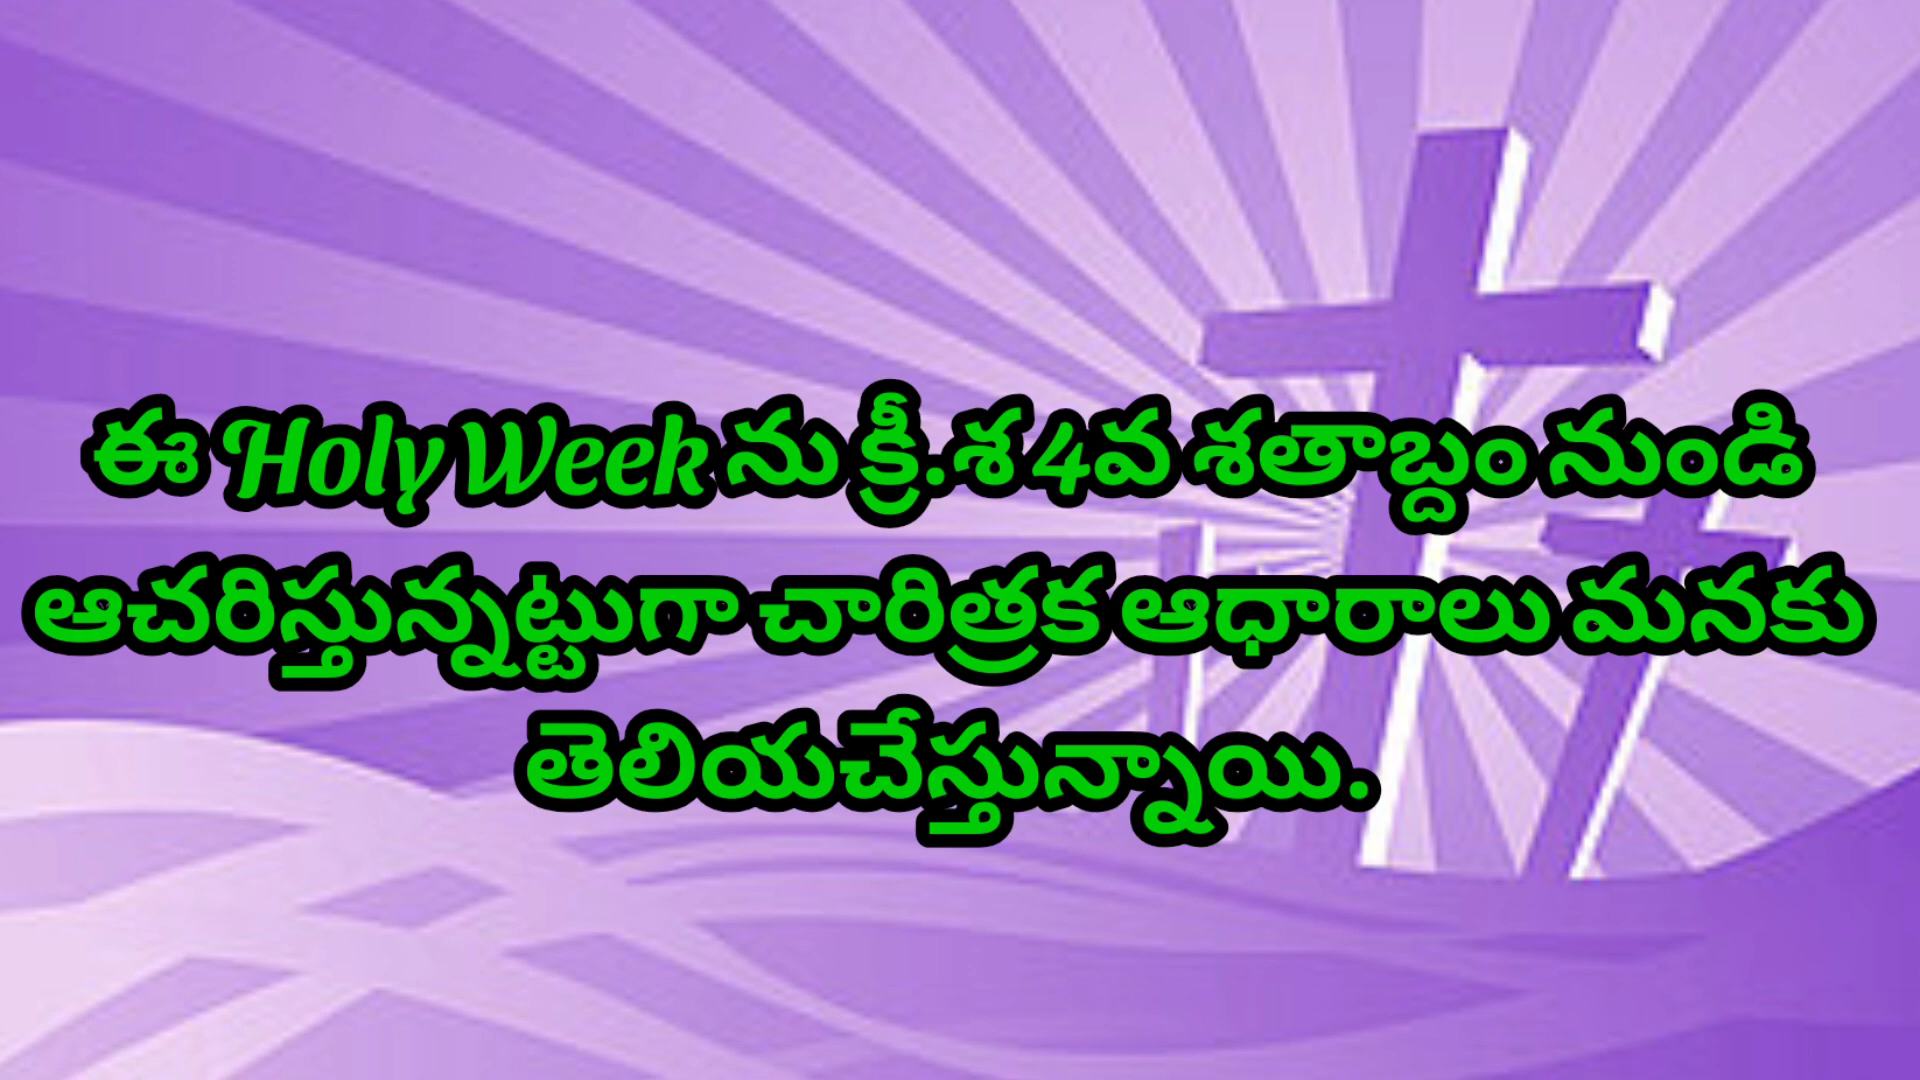 ఈ Holy Week ను క్రీ.శ 4వ శతాబ్దం నుండి
ఆచరిస్తున్నట్టుగా చారిత్రక ఆధారాలు మనకు
తెలియచేస్తున్నాయి.